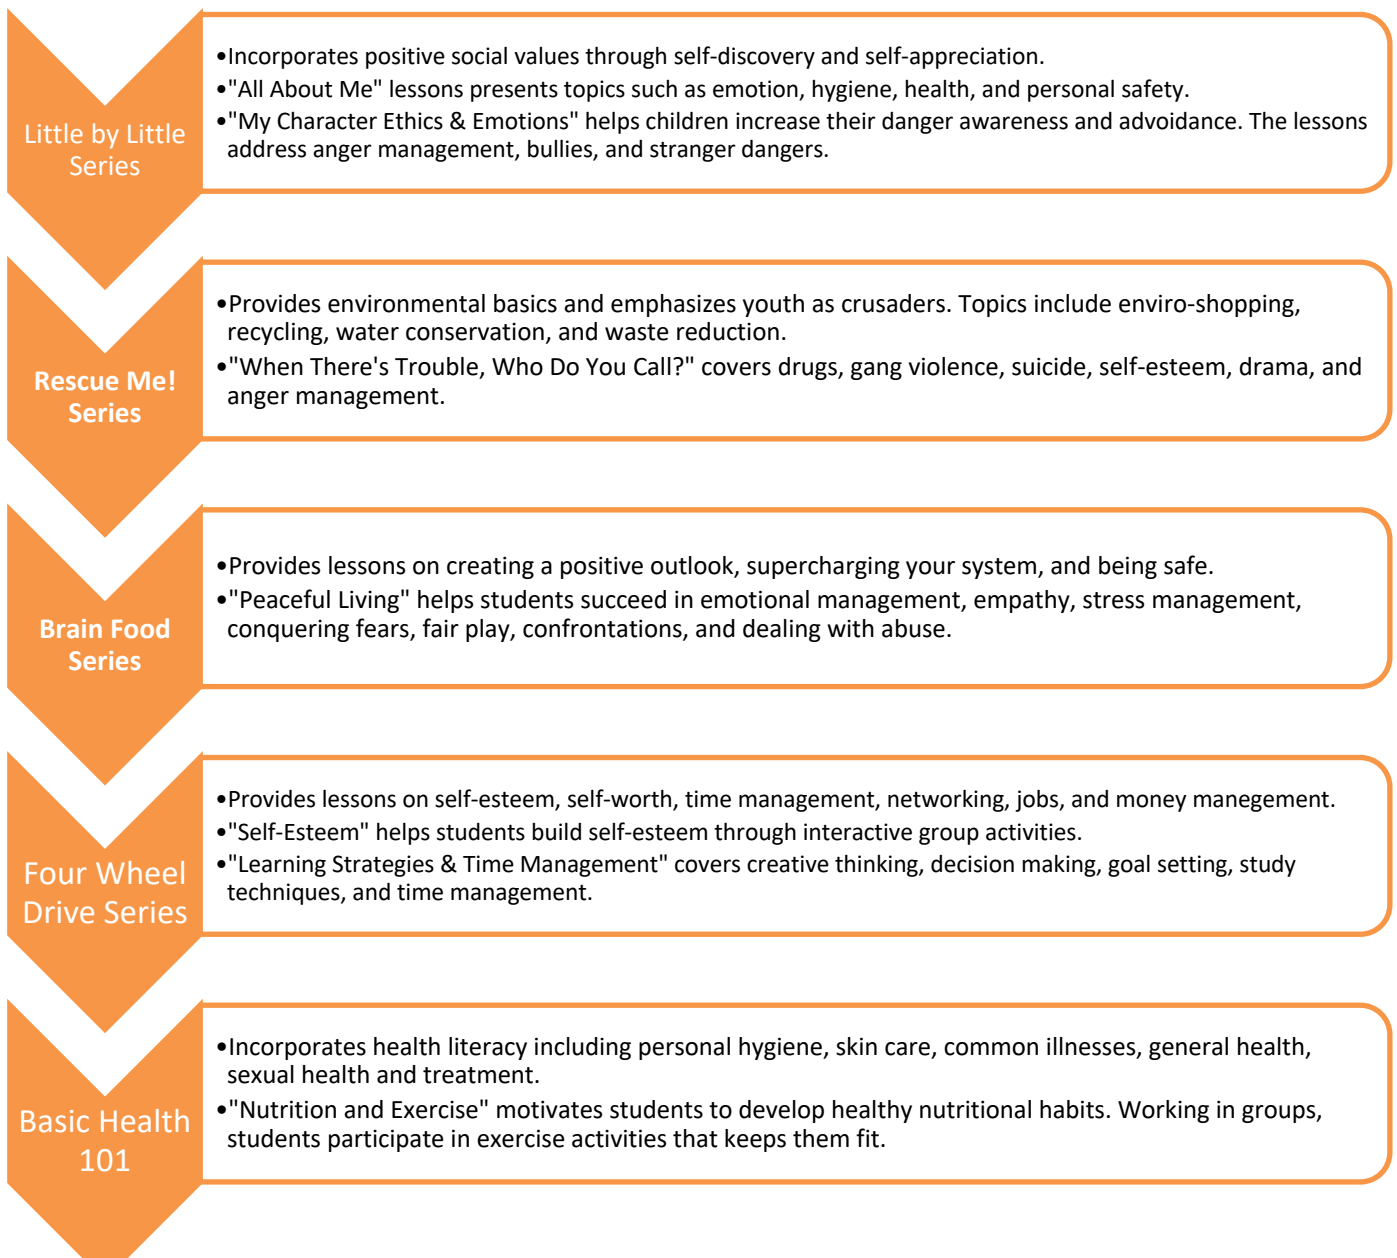 Little by Little
Series
•Incorporates positive social values through self-discovery and self-appreciation.
•"All About Me" lessons presents topics such as emotion, hygiene, health, and personal safety.
•"My Character Ethics & Emotions" helps children increase their danger awareness and advoidance. The lessons
address anger management, bullies, and stranger dangers.
Rescue Me!
Series
•Provides environmental basics and emphasizes youth as crusaders. Topics include enviro-shopping,
recycling, water conservation, and waste reduction.
•"When There's Trouble, Who Do You Call?" covers drugs, gang violence, suicide, self-esteem, drama, and
anger management.
Brain Food
Series
•Provides lessons on creating a positive outlook, supercharging your system, and being safe.
•"Peaceful Living" helps students succeed in emotional management, empathy, stress management,
conquering fears, fair play, confrontations, and dealing with abuse.
Four Wheel
Drive Series
•Provides lessons on self-esteem, self-worth, time management, networking, jobs, and money manegement.
•"Self-Esteem" helps students build self-esteem through interactive group activities.
•"Learning Strategies & Time Management" covers creative thinking, decision making, goal setting, study
techniques, and time management.
Basic Health
101
•Incorporates health literacy including personal hygiene, skin care, common illnesses, general health,
sexual health and treatment.
•"Nutrition and Exercise" motivates students to develop healthy nutritional habits. Working in groups,
students participate in exercise activities that keeps them fit.